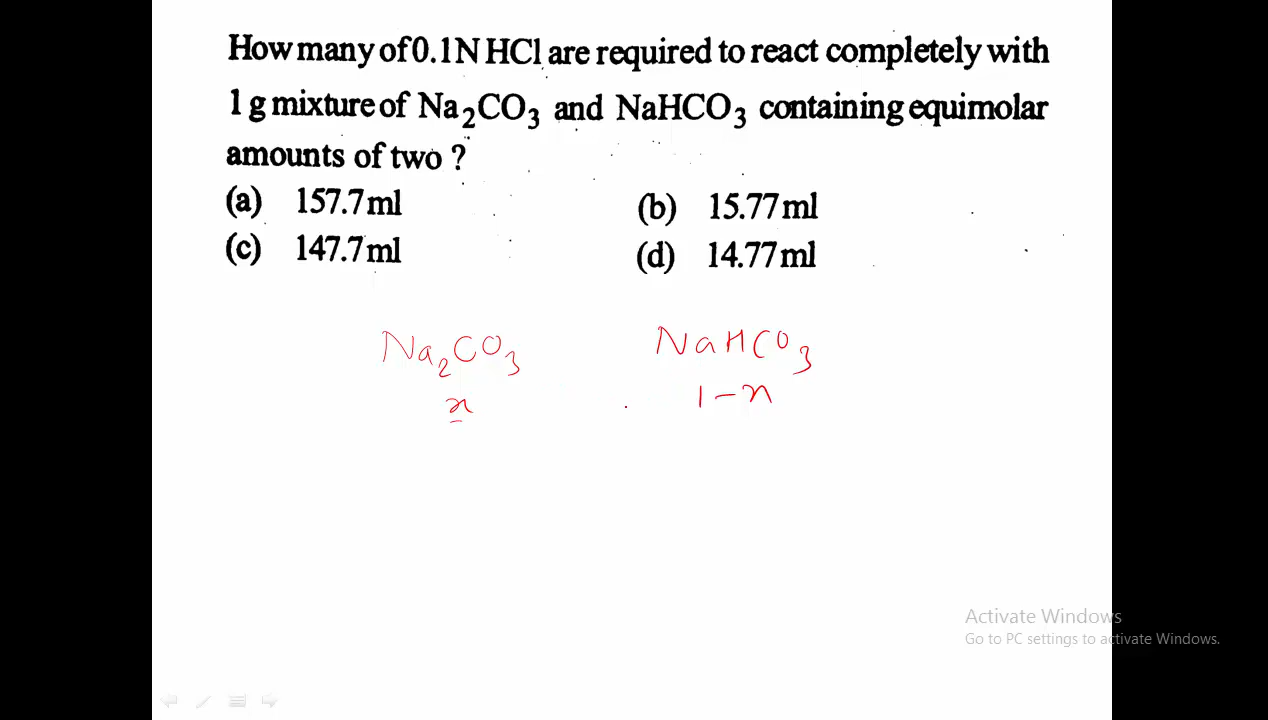 How many of 0.1N HCl are required to react completely with
1 g mixture of Na2CO3 and NaHCO3 containing equimolar
amounts of two ?
(a) 157.7 ml (b) 15.77 ml
(c) 147.7 ml (d) 14.77 ml
Na2CO3 NaHCO3
x 1-x
Activate Windows
Go to PC settings to activate Windows.